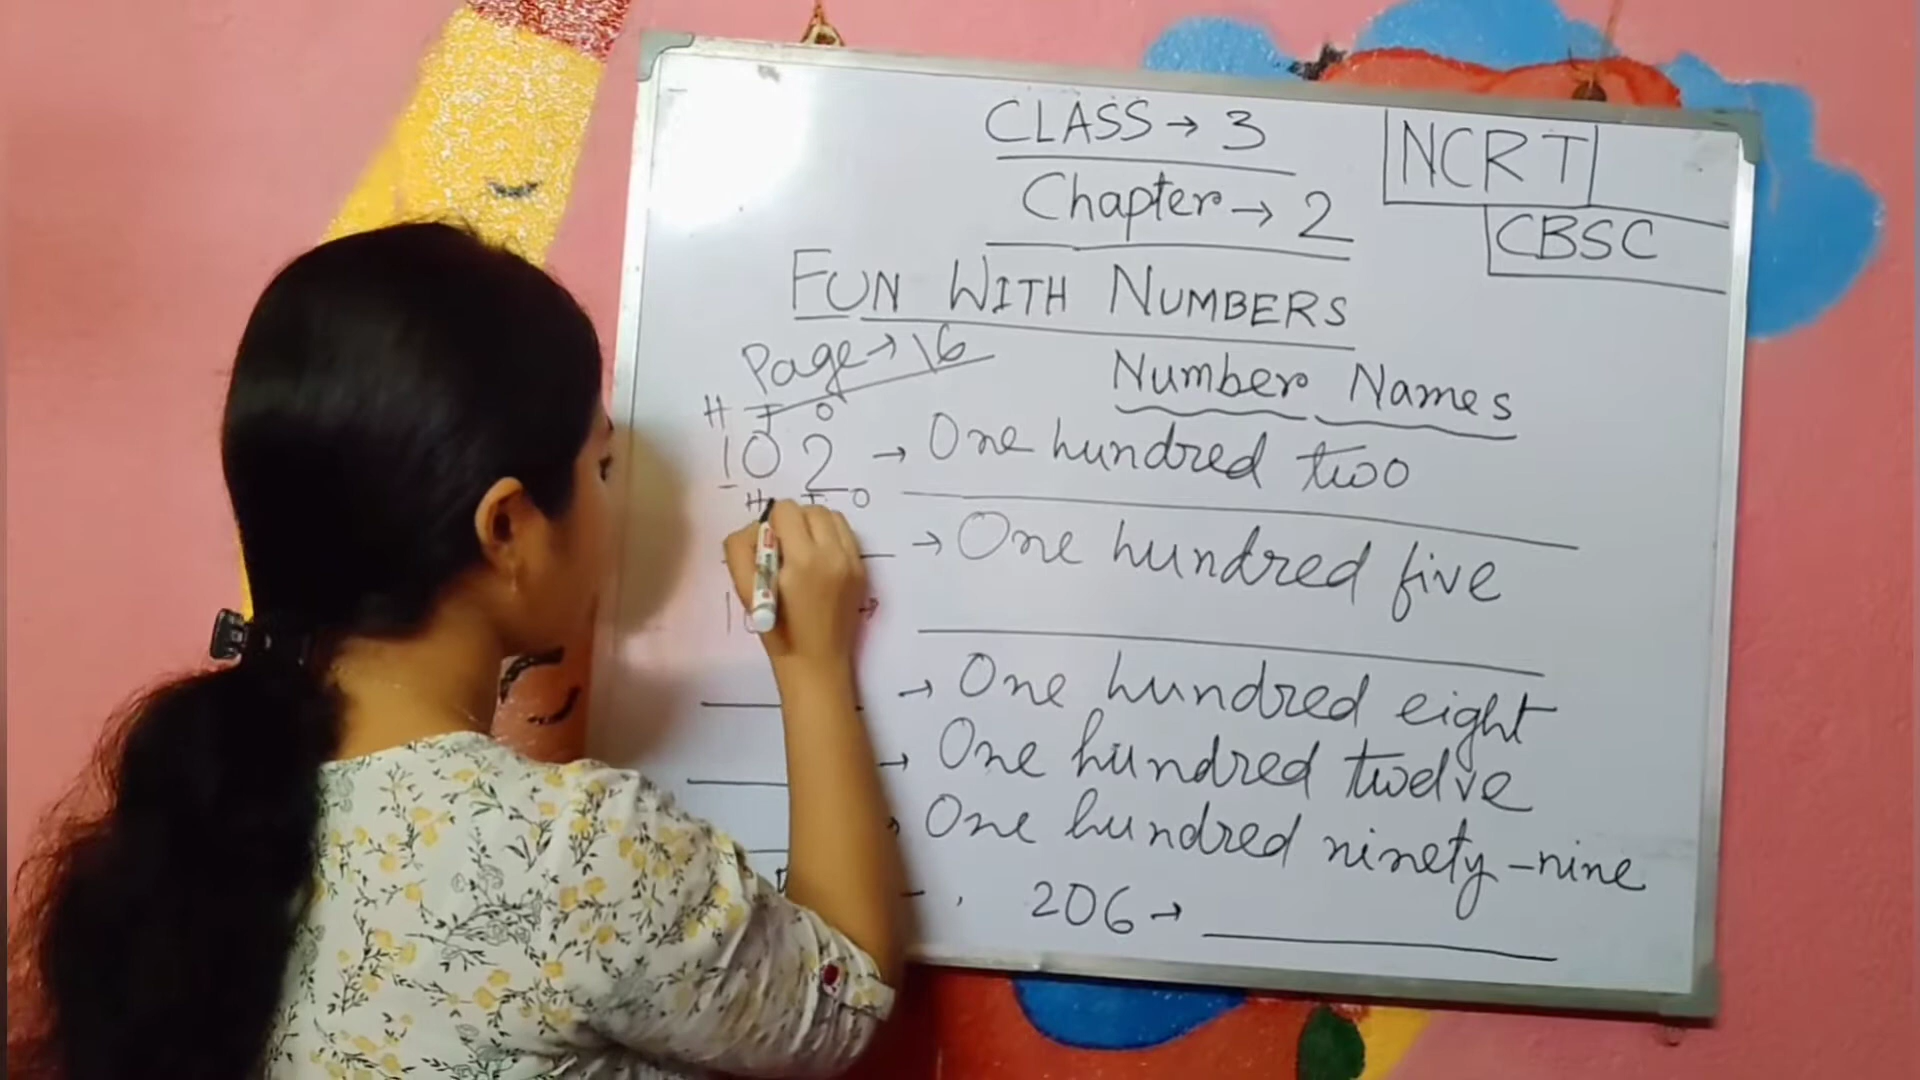 CLASS → 3
NCRT
Chapter → 2
CBSC
FUN WITH NUMBERS
Page → 16
Number Names
H T O
102 → One hundred two
H T O
→ One hundred five
1 →
→ One hundred eight
→ One hundred twelve
One hundred ninety-nine
206 →